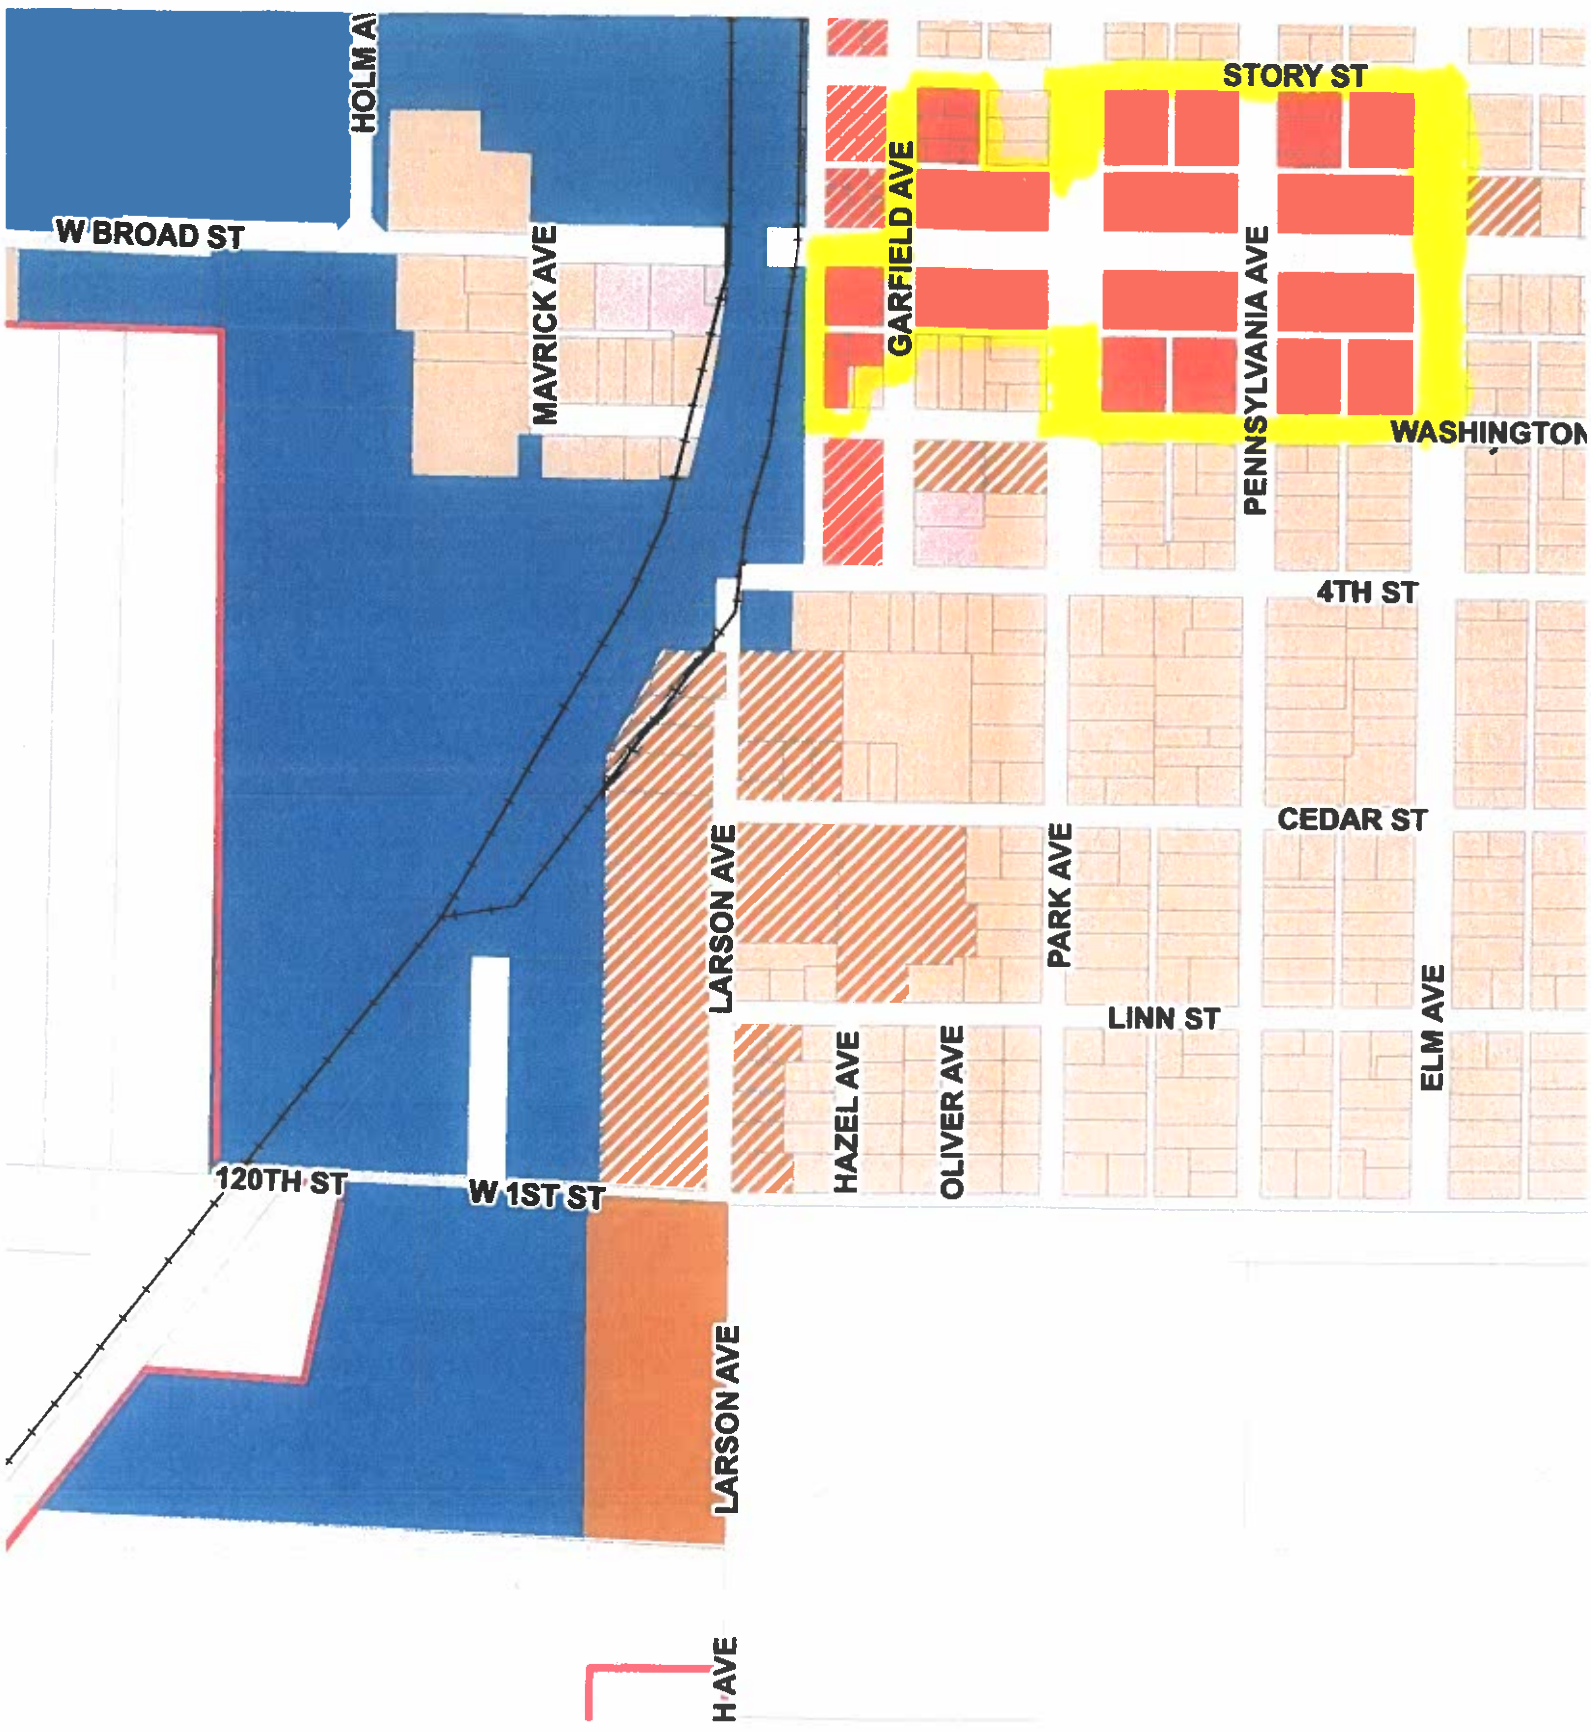 HOLM AV
STORY ST
W BROAD ST
MAVRICK AVE
GARFIELD AVE
PENNSYLVANIA AVE
WASHINGTON
4TH ST
CEDAR ST
LARSON AVE
PARK AVE
LINN ST
ELM AVE
HAZEL AVE
OLIVER AVE
120TH ST
W 1ST ST
LARSON AVE
H AVE